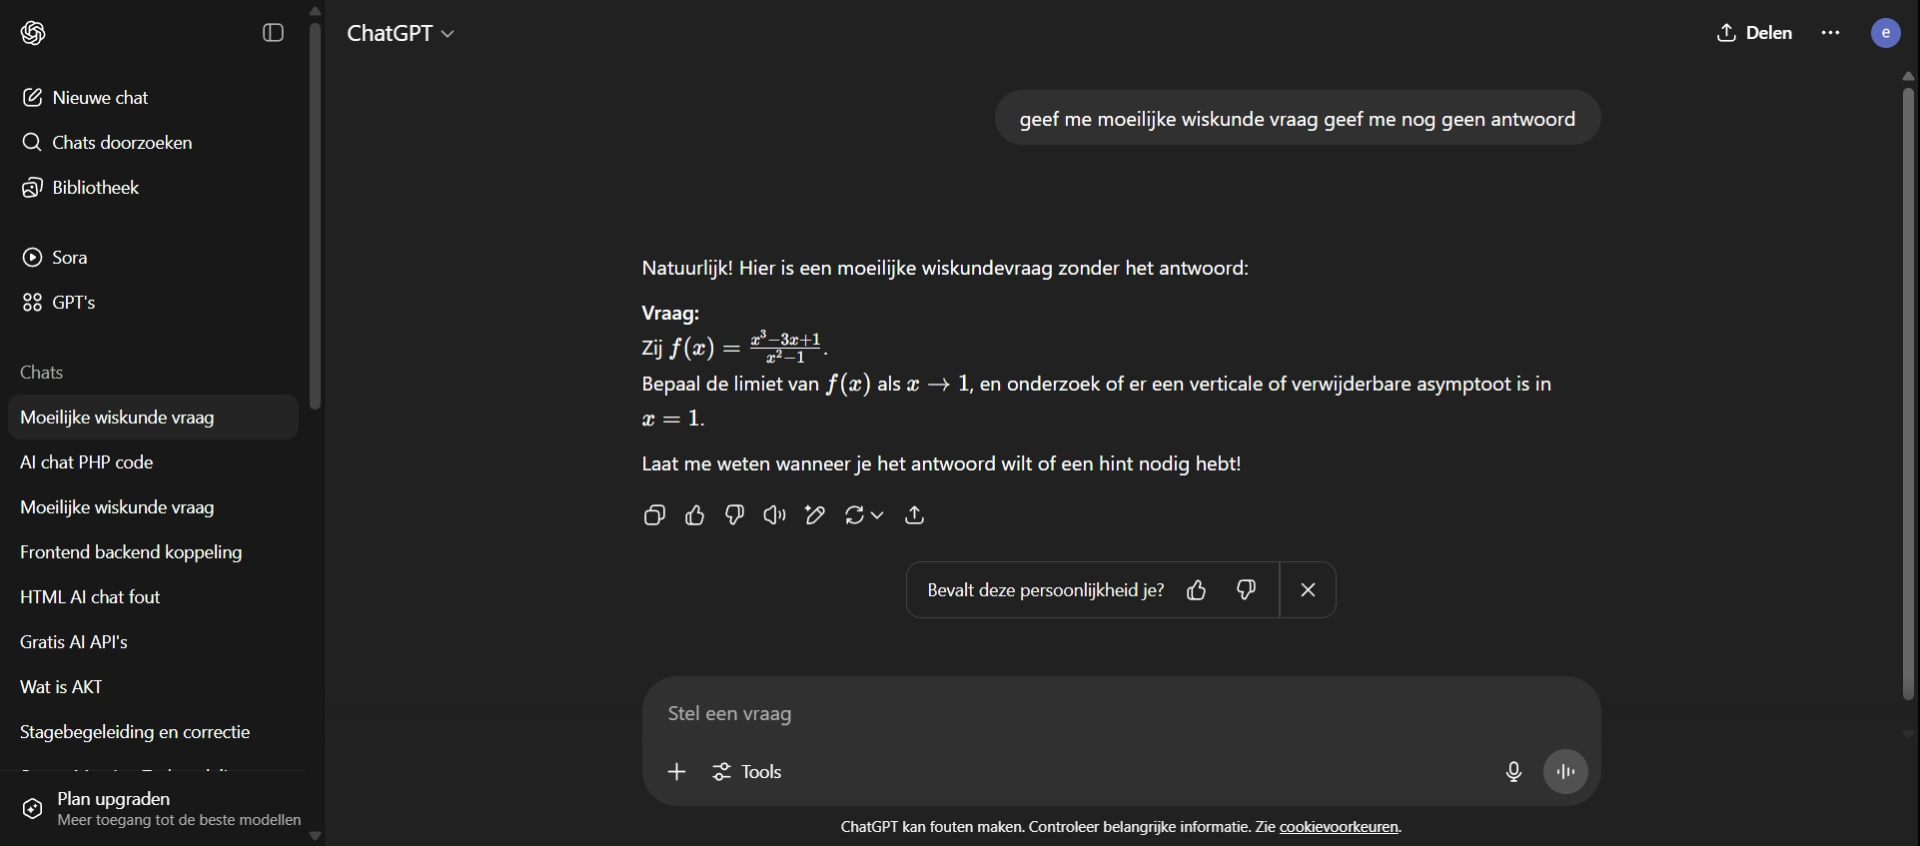 ChatGPT
Delen
e
Nieuwe chat
Chats doorzoeken
Bibliotheek
Sora
GPT's
Chats
Moeilijke wiskunde vraag
AI chat PHP code
Moeilijke wiskunde vraag
Frontend backend koppeling
HTML AI chat fout
Gratis AI API's
Wat is AKT
Stagebegeleiding en correctie
Plan upgraden
Meer toegang tot de beste modellen
geef me moeilijke wiskunde vraag geef me nog geen antwoord
Natuurlijk! Hier is een moeilijke wiskundevraag zonder het antwoord:
Vraag:
Zij f(x) = \frac{x^3-3x+1}{x^2-1}.
Bepaal de limiet van f(x) als x → 1, en onderzoek of er een verticale of verwijderbare asymptoot is in
x = 1.
Laat me weten wanneer je het antwoord wilt of een hint nodig hebt!
Bevalt deze persoonlijkheid je?
Stel een vraag
Tools
ChatGPT kan fouten maken. Controleer belangrijke informatie. Zie cookievoorkeuren.